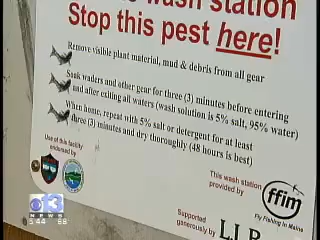 wash station
Stop this pest here!
Remove visible plant material, mud & debris from all gear
Soak waders and other gear for three (3) minutes before entering
and after exiting all waters (wash solution is 5% salt, 95% water)
When home, repeat with 5% salt or detergent for at least
three (3) minutes and dry thoroughly (48 hours is best)
Use of this facility
endorsed by
This wash station
provided by
ffim
Fly Fishing In Maine
Supported
generously by
3
NEWS
5:44